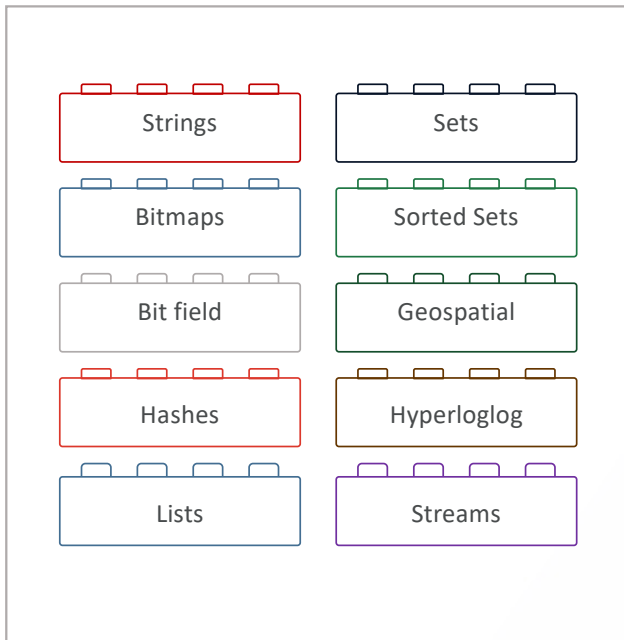 Strings
Sets
Bitmaps
Sorted Sets
Bit field
Geospatial
Hashes
Hyperloglog
Lists
Streams